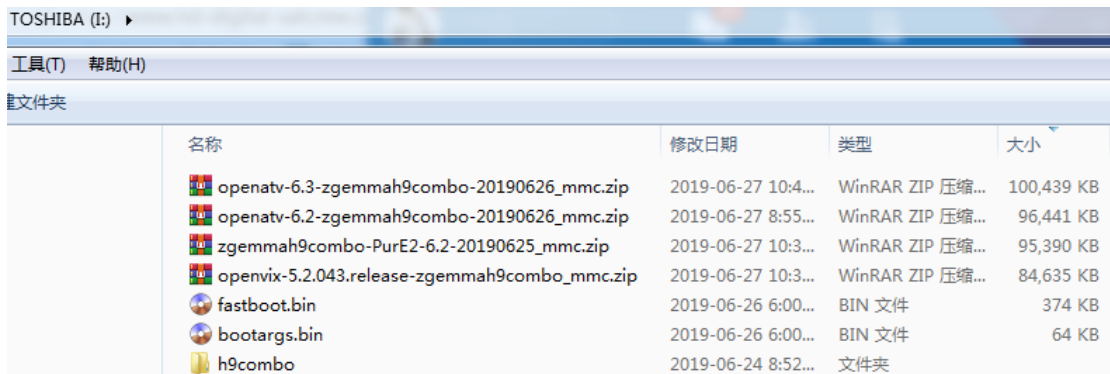 TOSHIBA (I:)
工具(T) 帮助(H)
建文件夹
名称 修改日期 类型 大小
openatv-6.3-zgemmah9combo-20190626_mmc.zip 2019-06-27 10:4... WinRAR ZIP 压缩... 100,439 KB
openatv-6.2-zgemmah9combo-20190626_mmc.zip 2019-06-27 8:55... WinRAR ZIP 压缩... 96,441 KB
zgemmah9combo-PurE2-6.2-20190625_mmc.zip 2019-06-27 10:3... WinRAR ZIP 压缩... 95,390 KB
openvix-5.2.043.release-zgemmah9combo_mmc.zip 2019-06-27 10:3... WinRAR ZIP 压缩... 84,635 KB
fastboot.bin 2019-06-26 6:00... BIN 文件 374 KB
bootargs.bin 2019-06-26 6:00... BIN 文件 64 KB
h9combo 2019-06-24 8:52... 文件夹